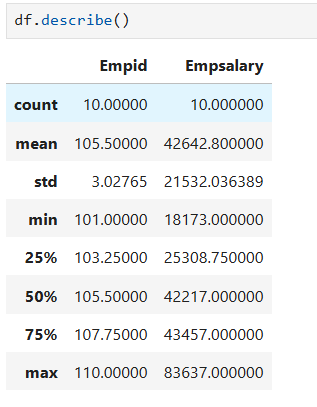 df.describe()
Empid Empsalary
count 10.00000 10.000000
mean 105.50000 42642.800000
std 3.02765 21532.036389
min 101.00000 18173.000000
25% 103.25000 25308.750000
50% 105.50000 42217.000000
75% 107.75000 43457.000000
max 110.00000 83637.000000